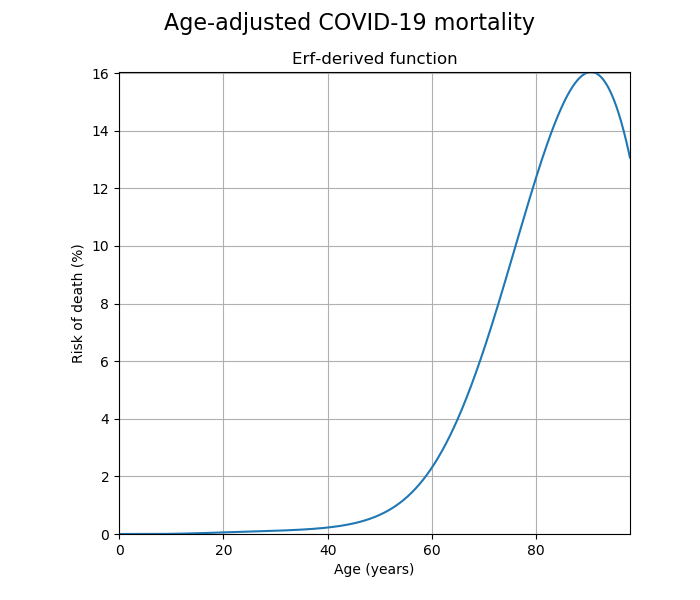 Age-adjusted COVID-19 mortality
Erf-derived function
16
14
12
10
8
6
4
2
0
Risk of death (%)
0 20 40 60 80
Age (years)